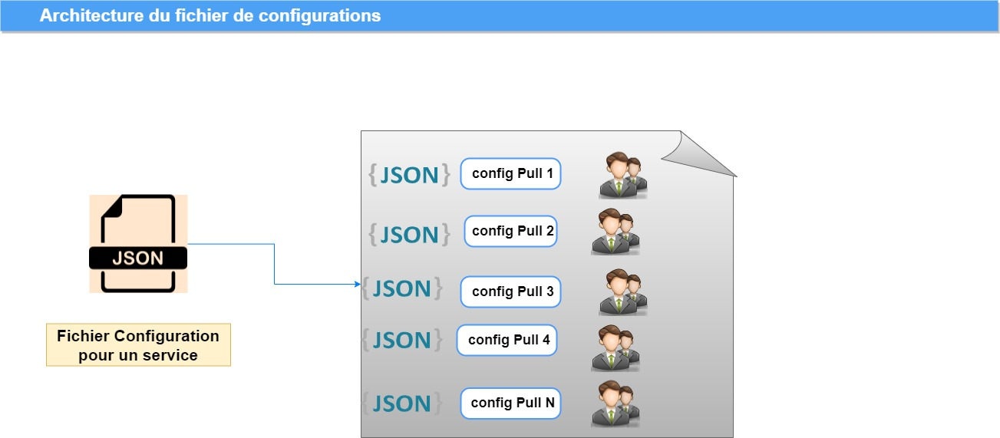 Architecture du fichier de configurations
{JSON} config Pull 1
{JSON} config Pull 2
JSON
{JSON} config Pull 3
Fichier Configuration
pour un service
{JSON} config Pull 4
{JSON} config Pull N